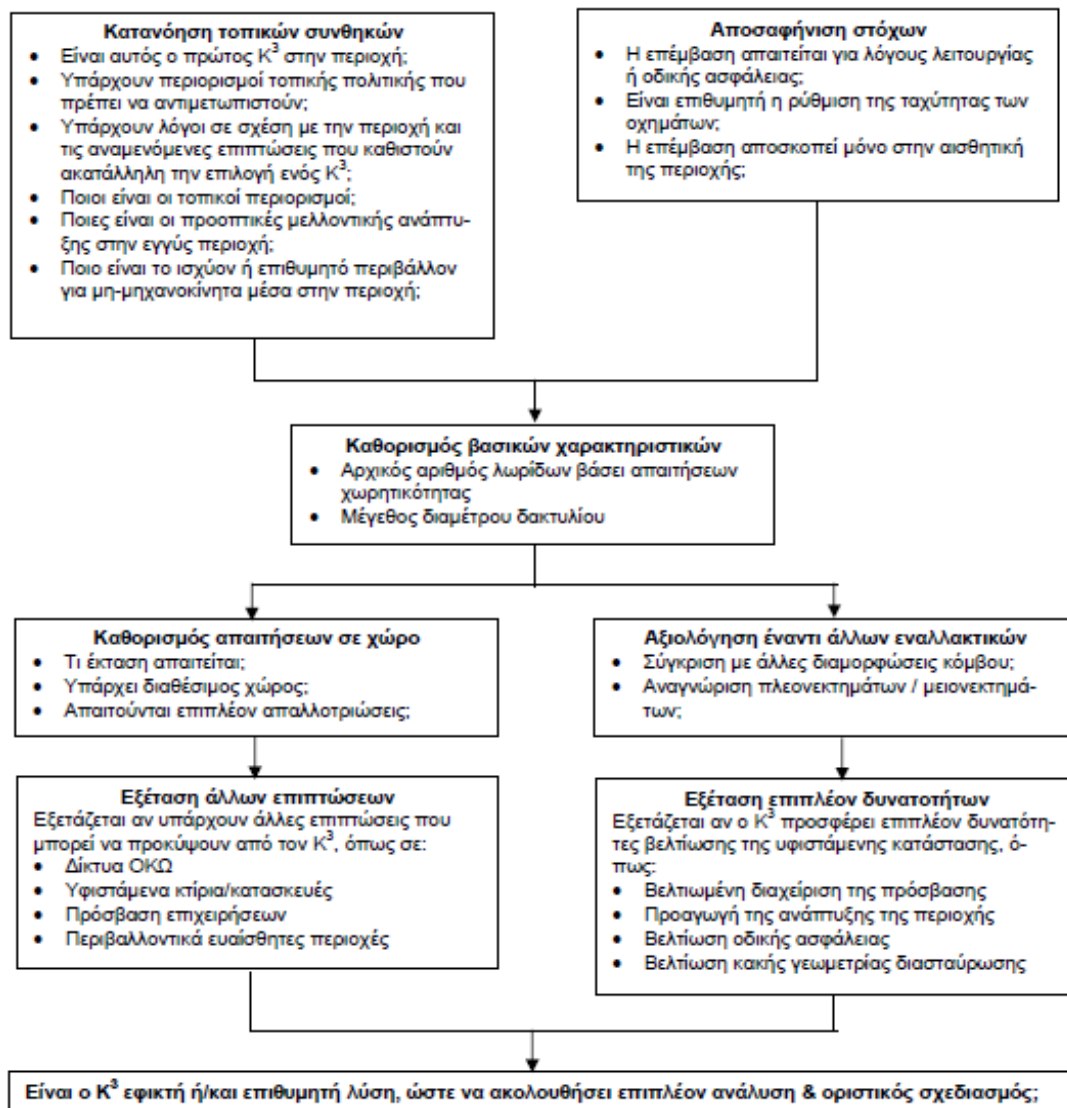 Κατανόηση τοπικών συνθηκών
• Είναι αυτός ο πρώτος Κ³ στην περιοχή;
• Υπάρχουν περιορισμοί τοπικής πολιτικής που
πρέπει να αντιμετωπιστούν;
• Υπάρχουν λόγοι σε σχέση με την περιοχή και
τις αναμενόμενες επιπτώσεις που καθιστούν
ακατάλληλη την επιλογή ενός Κ³;
• Ποιοι είναι οι τοπικοί περιορισμοί;
• Ποιες είναι οι προοπτικές μελλοντικής ανάπτυ-
ξης στην εγγύς περιοχή;
• Ποιο είναι το ισχύον ή επιθυμητό περιβάλλον
για μη-μηχανοκίνητα μέσα στην περιοχή;
Αποσαφήνιση στόχων
• Η επέμβαση απαιτείται για λόγους λειτουργίας
ή οδικής ασφάλειας;
• Είναι επιθυμητή η ρύθμιση της ταχύτητας των
οχημάτων;
• Η επέμβαση αποσκοπεί μόνο στην αισθητική
της περιοχής;
Καθορισμός βασικών χαρακτηριστικών
• Αρχικός αριθμός λωρίδων βάσει απαιτήσεων
χωρητικότητας
• Μέγεθος διαμέτρου δακτυλίου
Καθορισμός απαιτήσεων σε χώρο
• Τι έκταση απαιτείται;
• Υπάρχει διαθέσιμος χώρος;
• Απαιτούνται επιπλέον απαλλοτριώσεις;
Αξιολόγηση έναντι άλλων εναλλακτικών
• Σύγκριση με άλλες διαμορφώσεις κόμβου;
• Αναγνώριση πλεονεκτημάτων / μειονεκτημά-
των;
Εξέταση άλλων επιπτώσεων
Εξετάζεται αν υπάρχουν άλλες επιπτώσεις που
μπορεί να προκύψουν από τον Κ³, όπως σε:
• Δίκτυα ΟΚΩ
• Υφιστάμενα κτίρια/κατασκευές
• Πρόσβαση επιχειρήσεων
• Περιβαλλοντικά ευαίσθητες περιοχές
Εξέταση επιπλέον δυνατοτήτων
Εξετάζεται αν ο Κ³ προσφέρει επιπλέον δυνατότη-
τες βελτίωσης της υφιστάμενης κατάστασης, ό-
πως:
• Βελτιωμένη διαχείριση της πρόσβασης
• Προαγωγή της ανάπτυξης της περιοχής
• Βελτίωση οδικής ασφάλειας
• Βελτίωση κακής γεωμετρίας διασταύρωσης
Είναι ο Κ³ εφικτή ή/και επιθυμητή λύση, ώστε να ακολουθήσει επιπλέον ανάλυση & οριστικός σχεδιασμός;